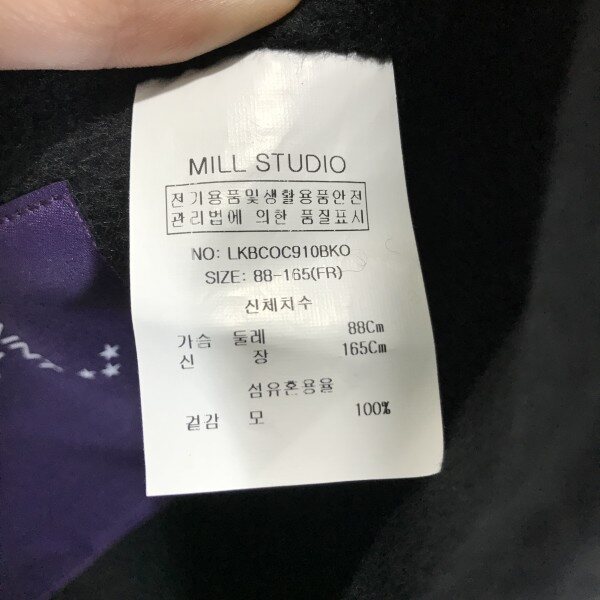 MILL STUDIO
전기용품및생활용품안전
관리법에 의한 품질표시
NO: LKBCOC910BKO
SIZE: 88-165(FR)
신체치수
가슴 둘레 88Cm
신 장 165Cm
섬유혼용율
겉감 모 100%